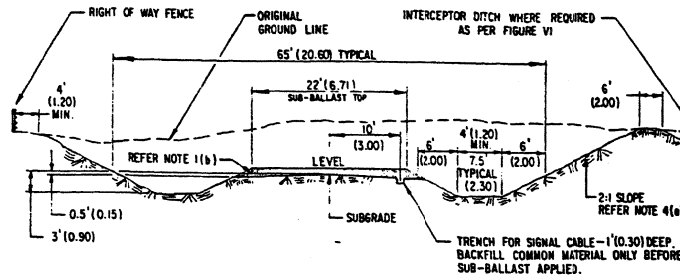 RIGHT OF WAY FENCE
ORIGINAL
GROUND LINE
INTERCEPTOR DITCH WHERE REQUIRED
AS PER FIGURE VI
65' (20.60) TYPICAL
4'
(1.20)
MIN.
22' (6.71)
SUB-BALLAST TOP
6'
(2.00)
10'
(3.00)
6'
(2.00)
4' (1.20)
MIN.
7.5'
TYPICAL
(2.30)
6'
(2.00)
REFER NOTE 1(b)
LEVEL
0.5' (0.15)
3' (0.90)
SUBGRADE
2:1 SLOPE
REFER NOTE 4(a
TRENCH FOR SIGNAL CABLE-1' (0.30) DEEP.
BACKFILL COMMON MATERIAL ONLY BEFORE
SUB-BALLAST APPLIED.